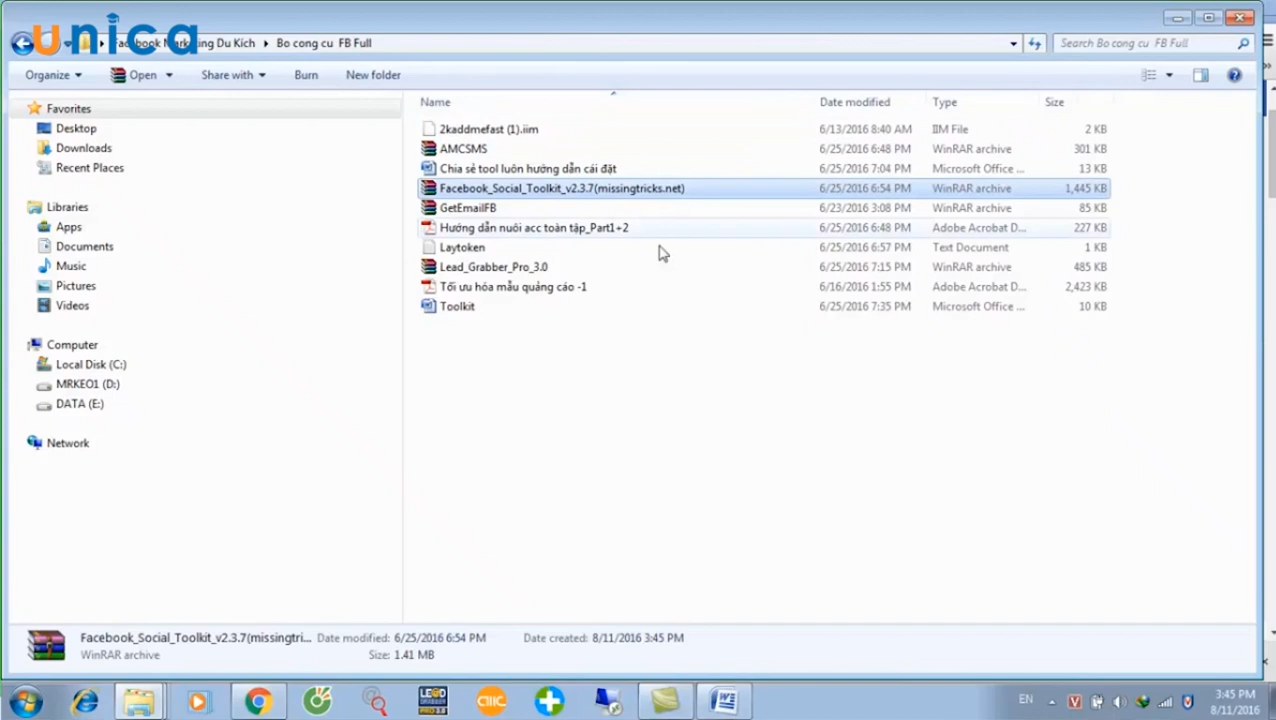 unica
Facebook Marketing Du Kích
Bo cong cu FB Full
Search Bo cong cu FB Full
Organize
Open
Share with
Burn
New folder
Favorites
Desktop
Downloads
Recent Places
Libraries
Apps
Documents
Music
Pictures
Videos
Computer
Local Disk (C:)
MRKEO1 (D:)
DATA (E:)
Network
Name Date modified Type Size
2kaddmefast (1).iim 6/13/2016 8:40 AM IIM File 2 KB
AMCSMS 6/25/2016 6:48 PM WinRAR archive 301 KB
Chia sẻ tool luôn hướng dẫn cái đặt 6/25/2016 7:04 PM Microsoft Office ... 13 KB
Facebook_Social_Toolkit_v2.3.7(missingtricks.net) 6/25/2016 6:54 PM WinRAR archive 1,445 KB
GetEmailFB 6/23/2016 3:08 PM WinRAR archive 85 KB
Hướng dẫn nuôi acc toàn tập_Part1+2 6/25/2016 6:48 PM Adobe Acrobat D... 227 KB
Laytoken 6/25/2016 6:57 PM Text Document 1 KB
Lead_Grabber_Pro_3.0 6/25/2016 7:15 PM WinRAR archive 485 KB
Tối ưu hóa mẫu quảng cáo -1 6/16/2016 1:55 PM Adobe Acrobat D... 2,423 KB
Toolkit 6/25/2016 7:35 PM Microsoft Office ... 10 KB
Facebook_Social_Toolkit_v2.3.7(missingtri... Date modified: 6/25/2016 6:54 PM Date created: 8/11/2016 3:45 PM
WinRAR archive Size: 1.41 MB
EN
3:45 PM
8/11/2016